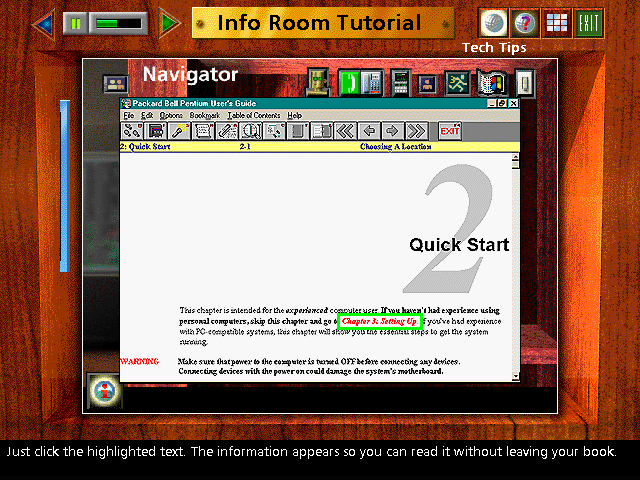 Info Room Tutorial
EXIT
Tech Tips
Navigator
Packard Bell Pentium User's Guide
File Edit Options Bookmark Table of Contents Help
EXIT
2: Quick Start 2-1 Choosing A Location
2
Quick Start
This chapter is intended for the experienced computer user. If you haven't had experience using
personal computers, skip this chapter and go to Chapter 3: Setting Up. If you've had experience
with PC-compatible systems, this chapter will show you the essential steps to get the system
running.
WARNING Make sure that power to the computer is turned OFF before connecting any devices.
Connecting devices with the power on could damage the system's motherboard.
Just click the highlighted text. The information appears so you can read it without leaving your book.